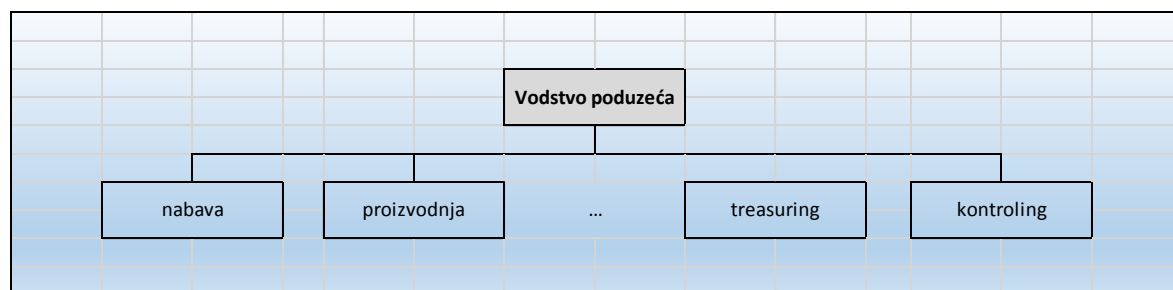 Vodstvo poduzeća
nabava
proizvodnja
...
treasuring
kontroling